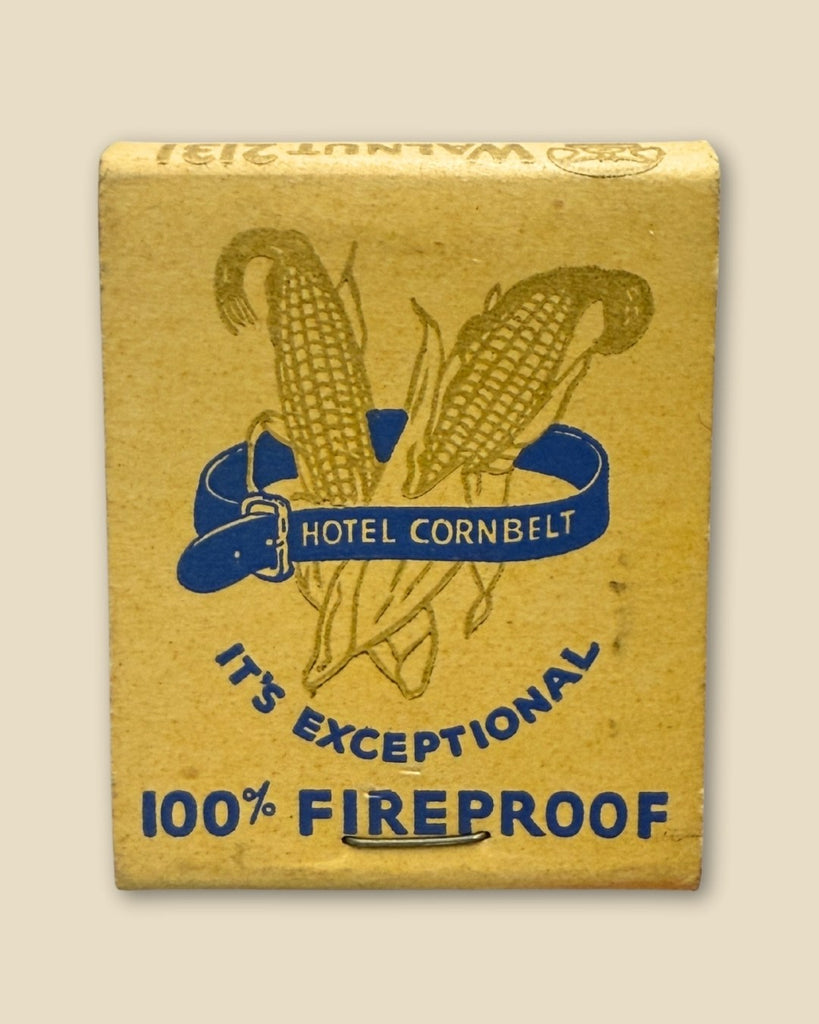 WALNUT 2131
HOTEL CORNBELT
IT'S EXCEPTIONAL
100% FIREPROOF